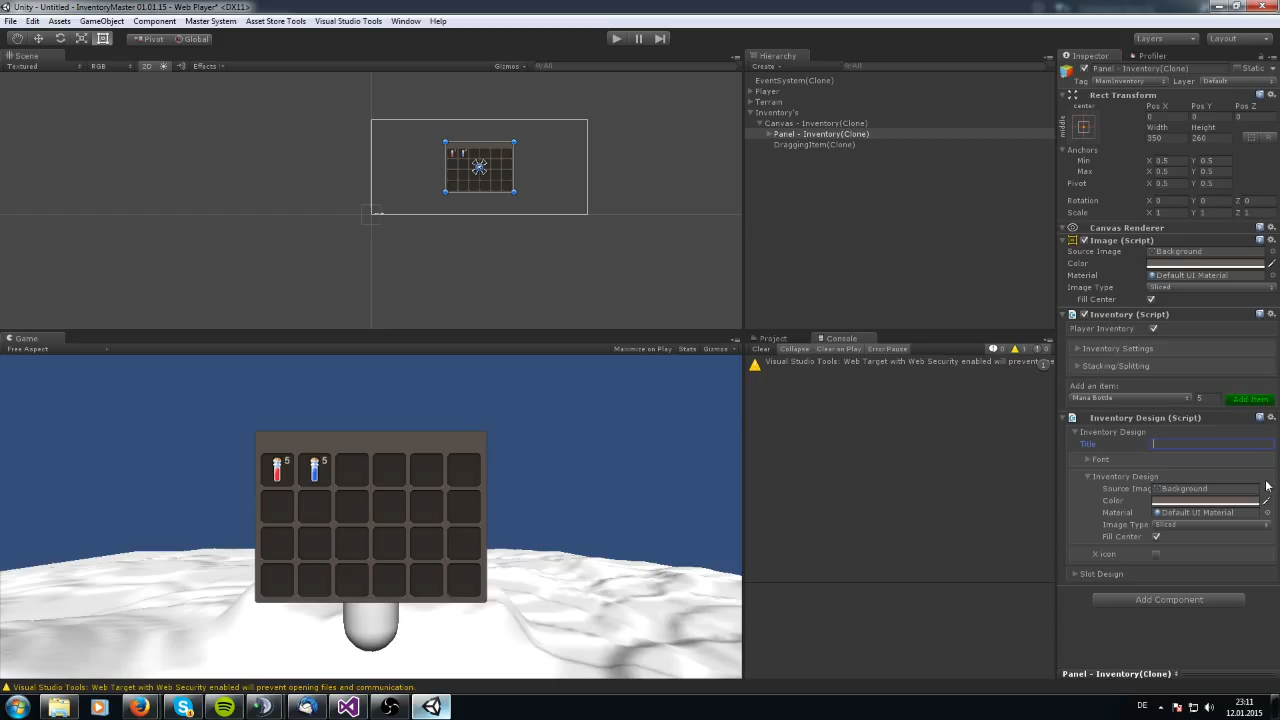 Unity - Untitled - InventoryMaster 01.01.15 - Web Player* <DX11>
File Edit Assets GameObject Component Master System Asset Store Tools Visual Studio Tools Window Help
Pivot Global Layers Layout
Scene
Textured RGB 2D Effects Gizmos All
Hierarchy
Create All
EventSystem(Clone)
Player
Terrain
Inventory's
Canvas - Inventory(Clone)
Panel - Inventory(Clone)
DraggingItem(Clone)
Inspector Profiler
Panel - Inventory(Clone) Static
Tag MainInventory Layer Default
Rect Transform
center Pos X Pos Y Pos Z
middle 0 0 0
Width Height
350 260 R
Anchors
Min X 0.5 Y 0.5
Max X 0.5 Y 0.5
Pivot X 0.5 Y 0.5
Rotation X 0 Y 0 Z 0
Scale X 1 Y 1 Z 1
Canvas Renderer
Image (Script)
Source Image Background
Color
Material Default UI Material
Image Type Sliced
Fill Center
Inventory (Script)
Player Inventory
Inventory Settings
Stacking/Splitting
Add an item:
Mana Bottle 5 Add Item
Inventory Design (Script)
Inventory Design
Title
Font
Inventory Design
Source Imag Background
Color
Material Default UI Material
Image Type Sliced
Fill Center
X icon
Slot Design
Add Component
Panel - Inventory(Clone)
Game
Free Aspect Maximize on Play Stats Gizmos
5 5
Project Console
Clear Collapse Clear on Play Error Pause 0 1 0
Visual Studio Tools: Web Target with Web Security enabled will prevent 1
Visual Studio Tools: Web Target with Web Security enabled will prevent opening files and communication.
DE 23:11
12.01.2015